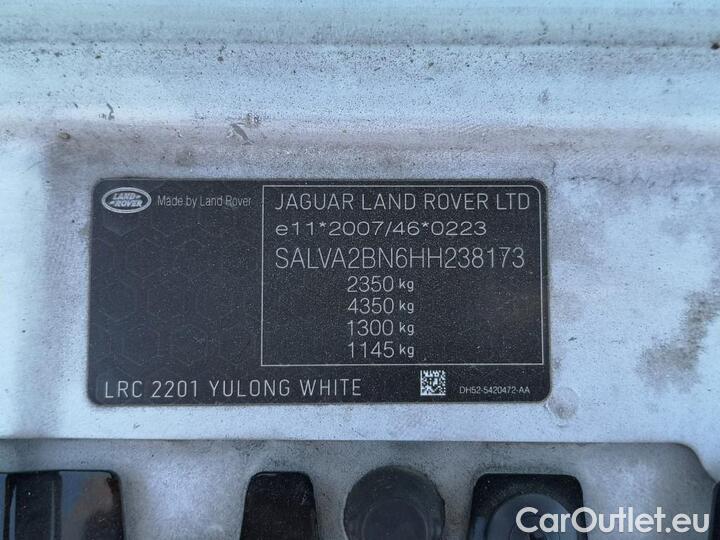 LAND-
ROVER
Made by Land Rover
JAGUAR LAND ROVER LTD
e11*2007/46*0223
SALVA2BN6HH238173
2350 kg
4350 kg
1300 kg
1145 kg
LRC 2201 YULONG WHITE
DH52-5420472-AA
CarOutlet.eu